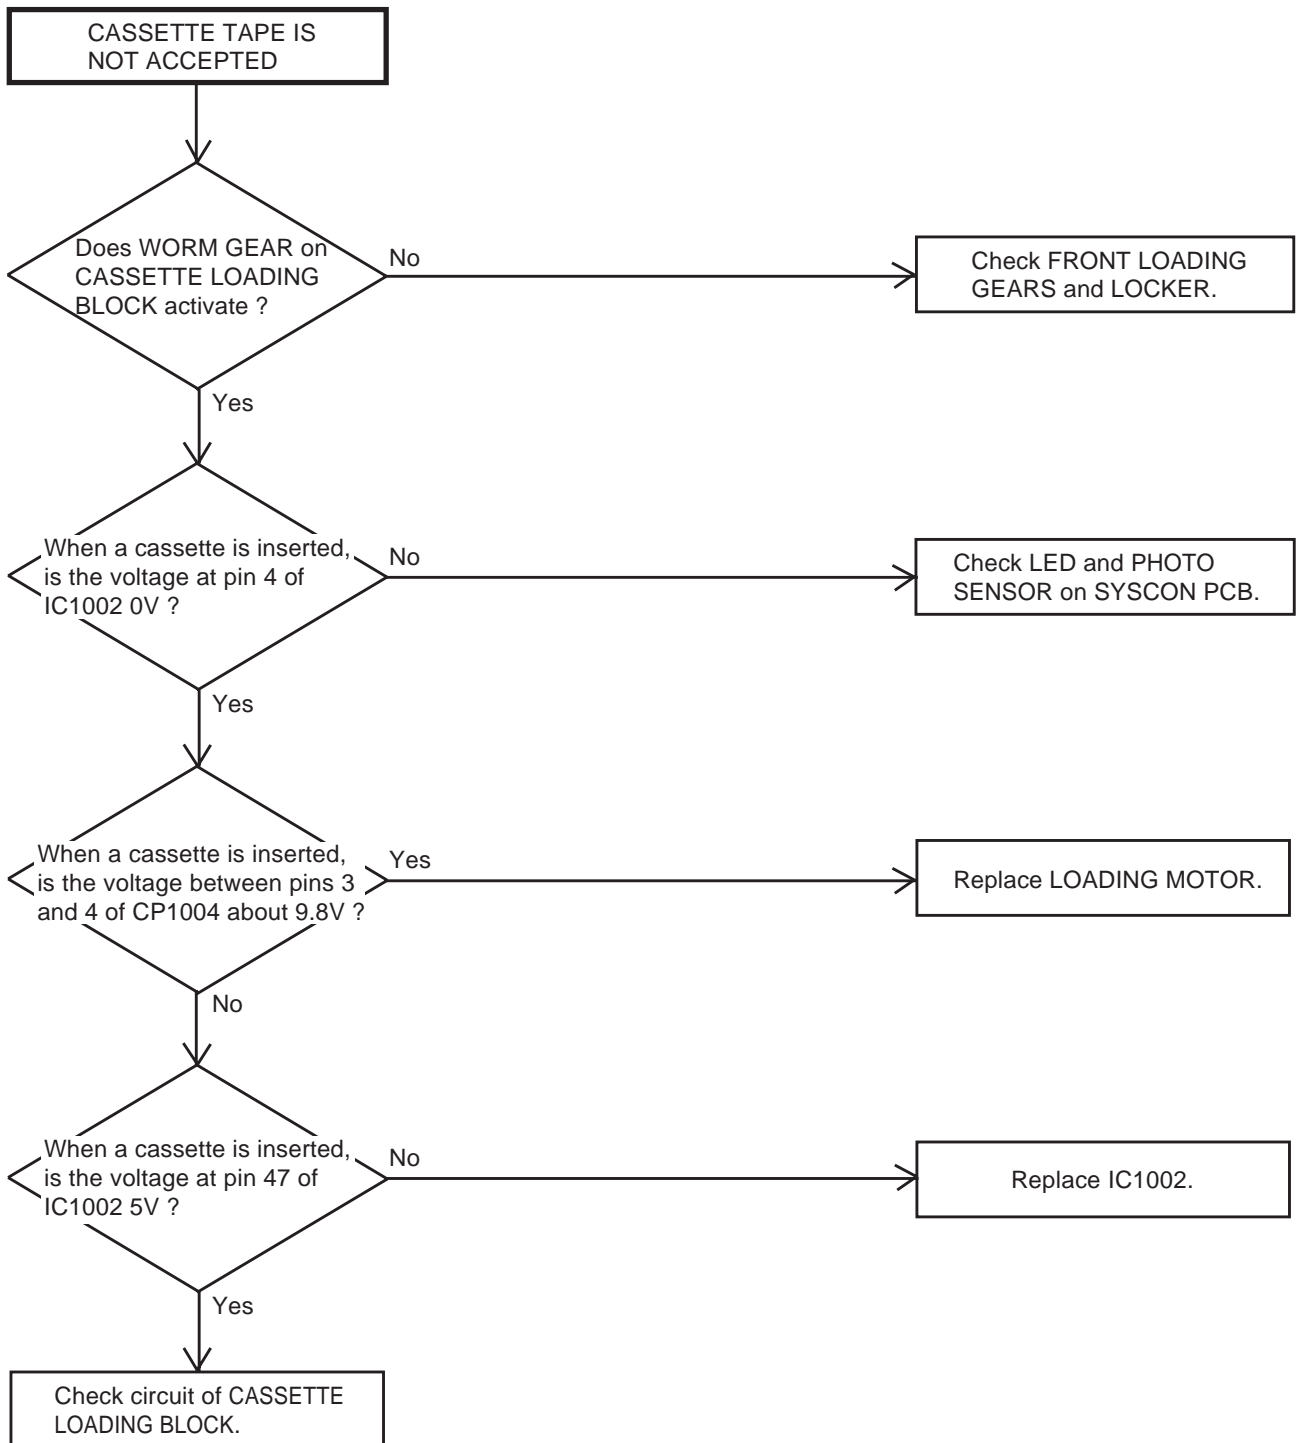 CASSETTE TAPE IS
NOT ACCEPTED
Does WORM GEAR on
CASSETTE LOADING
BLOCK activate ?
No
Check FRONT LOADING
GEARS and LOCKER.
Yes
When a cassette is inserted,
is the voltage at pin 4 of
IC1002 0V ?
No
Check LED and PHOTO
SENSOR on SYSCON PCB.
Yes
When a cassette is inserted,
is the voltage between pins 3
and 4 of CP1004 about 9.8V ?
Yes
Replace LOADING MOTOR.
No
When a cassette is inserted,
is the voltage at pin 47 of
IC1002 5V ?
No
Replace IC1002.
Yes
Check circuit of CASSETTE
LOADING BLOCK.